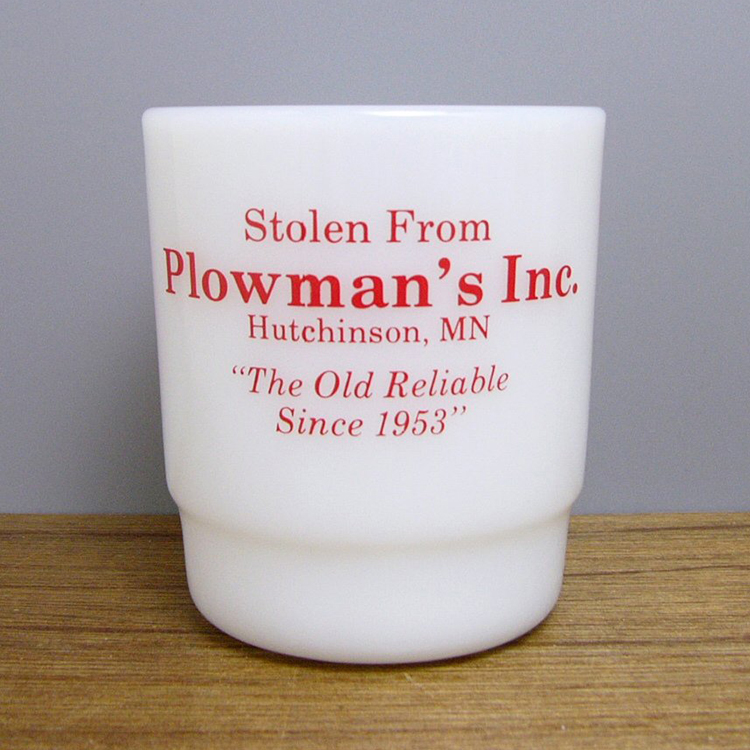 Stolen From
Plowman’s Inc.
Hutchinson, MN
“The Old Reliable
Since 1953”